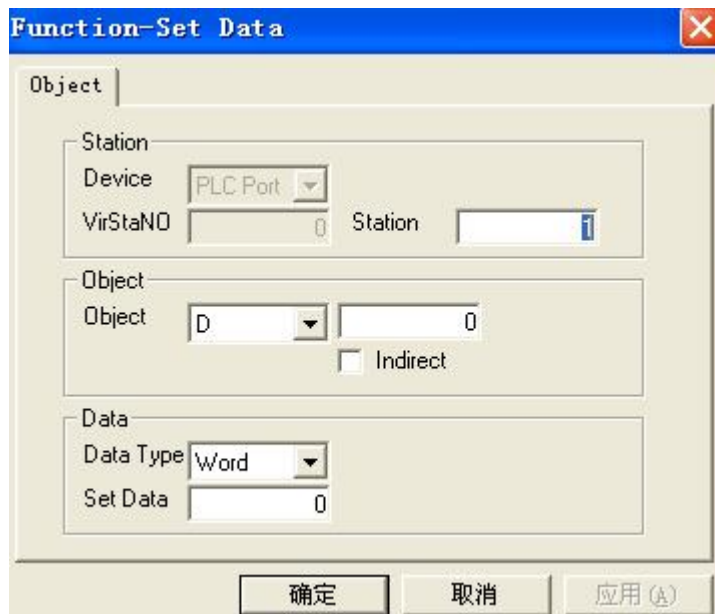 Function-Set Data
Object
Station
Device PLC Port
VirStaNO 0 Station 1
Object
Object D 0
Indirect
Data
Data Type Word
Set Data 0
确定 取消 应用(A)